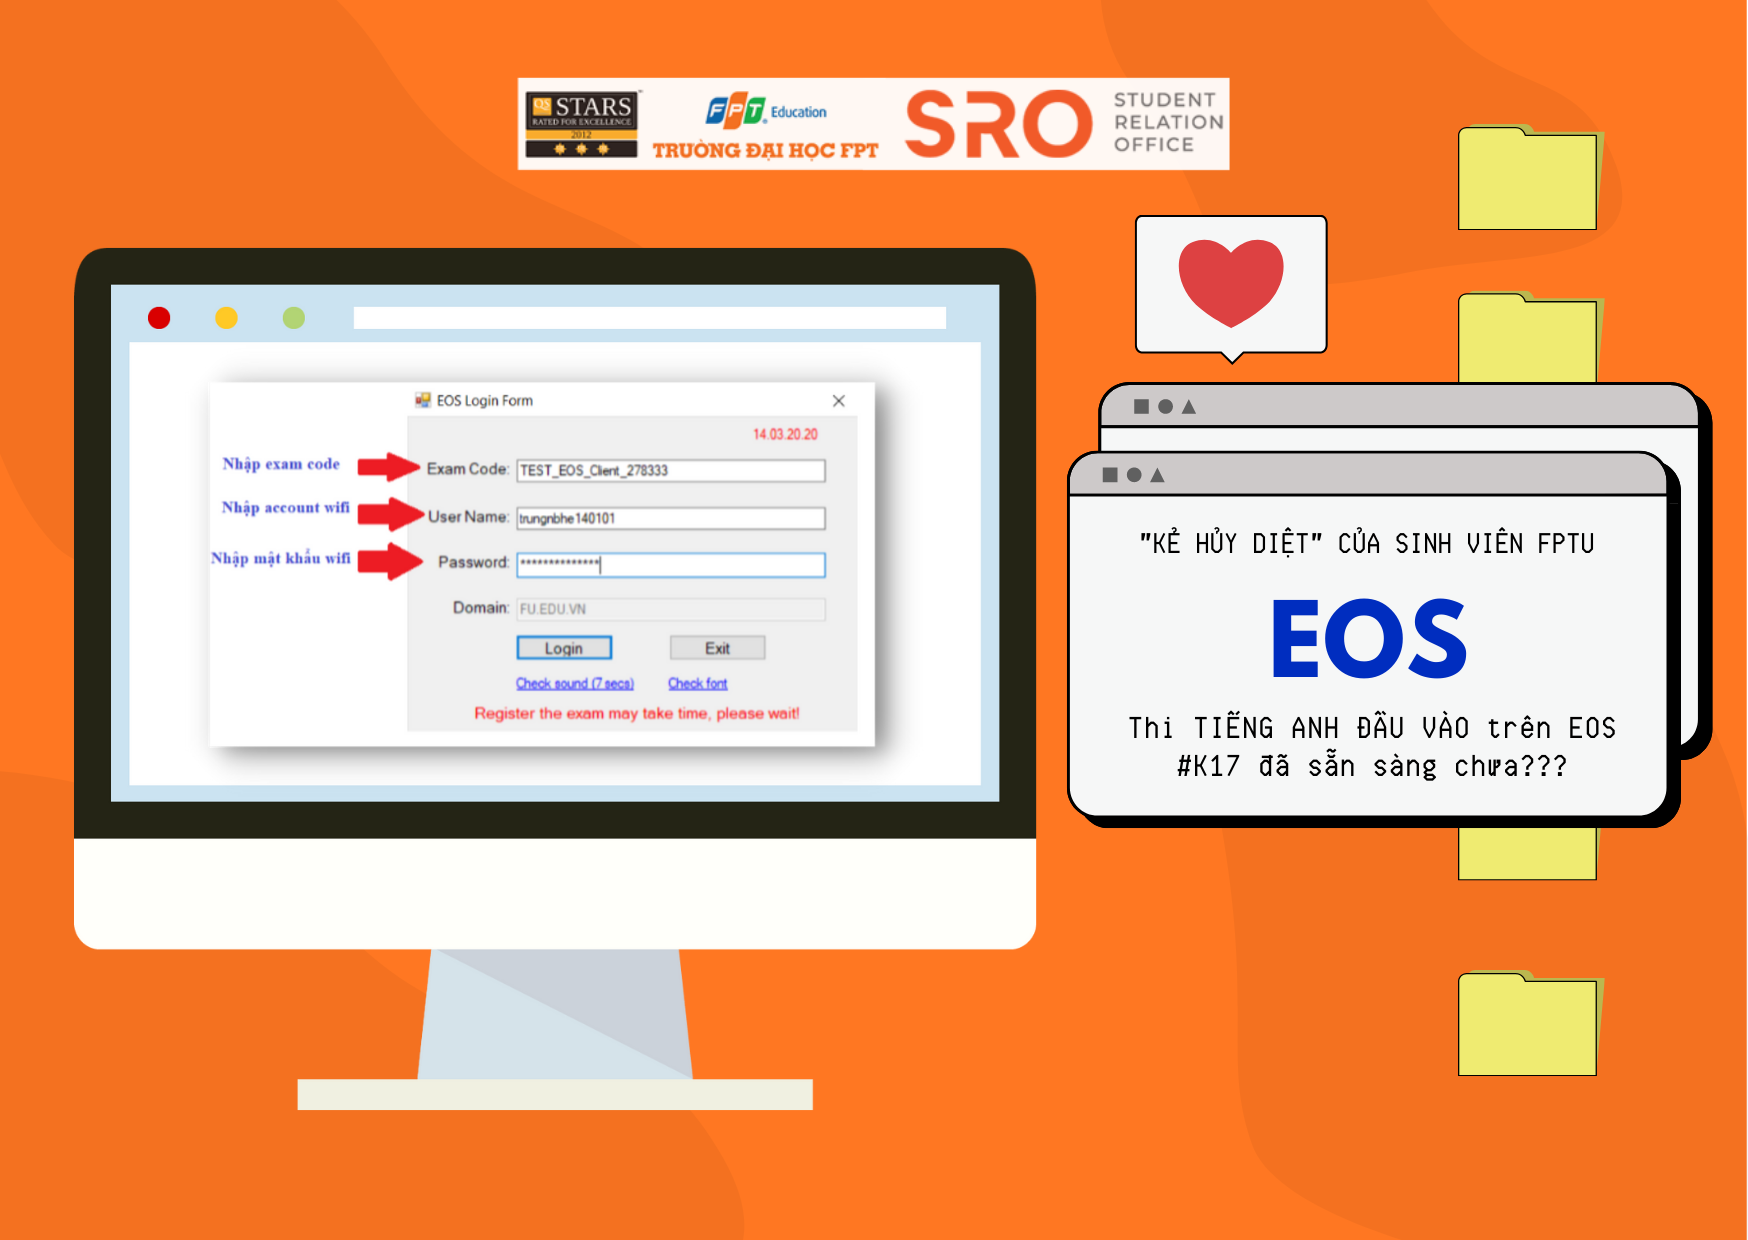 QS STARS
RATED FOR EXCELLENCE
2012
FPT Education
TRƯỜNG ĐẠI HỌC FPT
SRO
STUDENT
RELATION
OFFICE
EOS Login Form
14.03.20.20
Nhập exam code
Exam Code: TEST_EOS_Client_278333
Nhập account wifi
User Name: trungnbhe140101
Nhập mật khẩu wifi
Password: **************
Domain: FU.EDU.VN
Login Exit
Check sound (7 secs) Check font
Register the exam may take time, please wait!
"KẺ HỦY DIỆT" CỦA SINH VIÊN FPTU
EOS
Thi TIẾNG ANH ĐẦU VÀO trên EOS
#K17 đã sẵn sàng chưa???